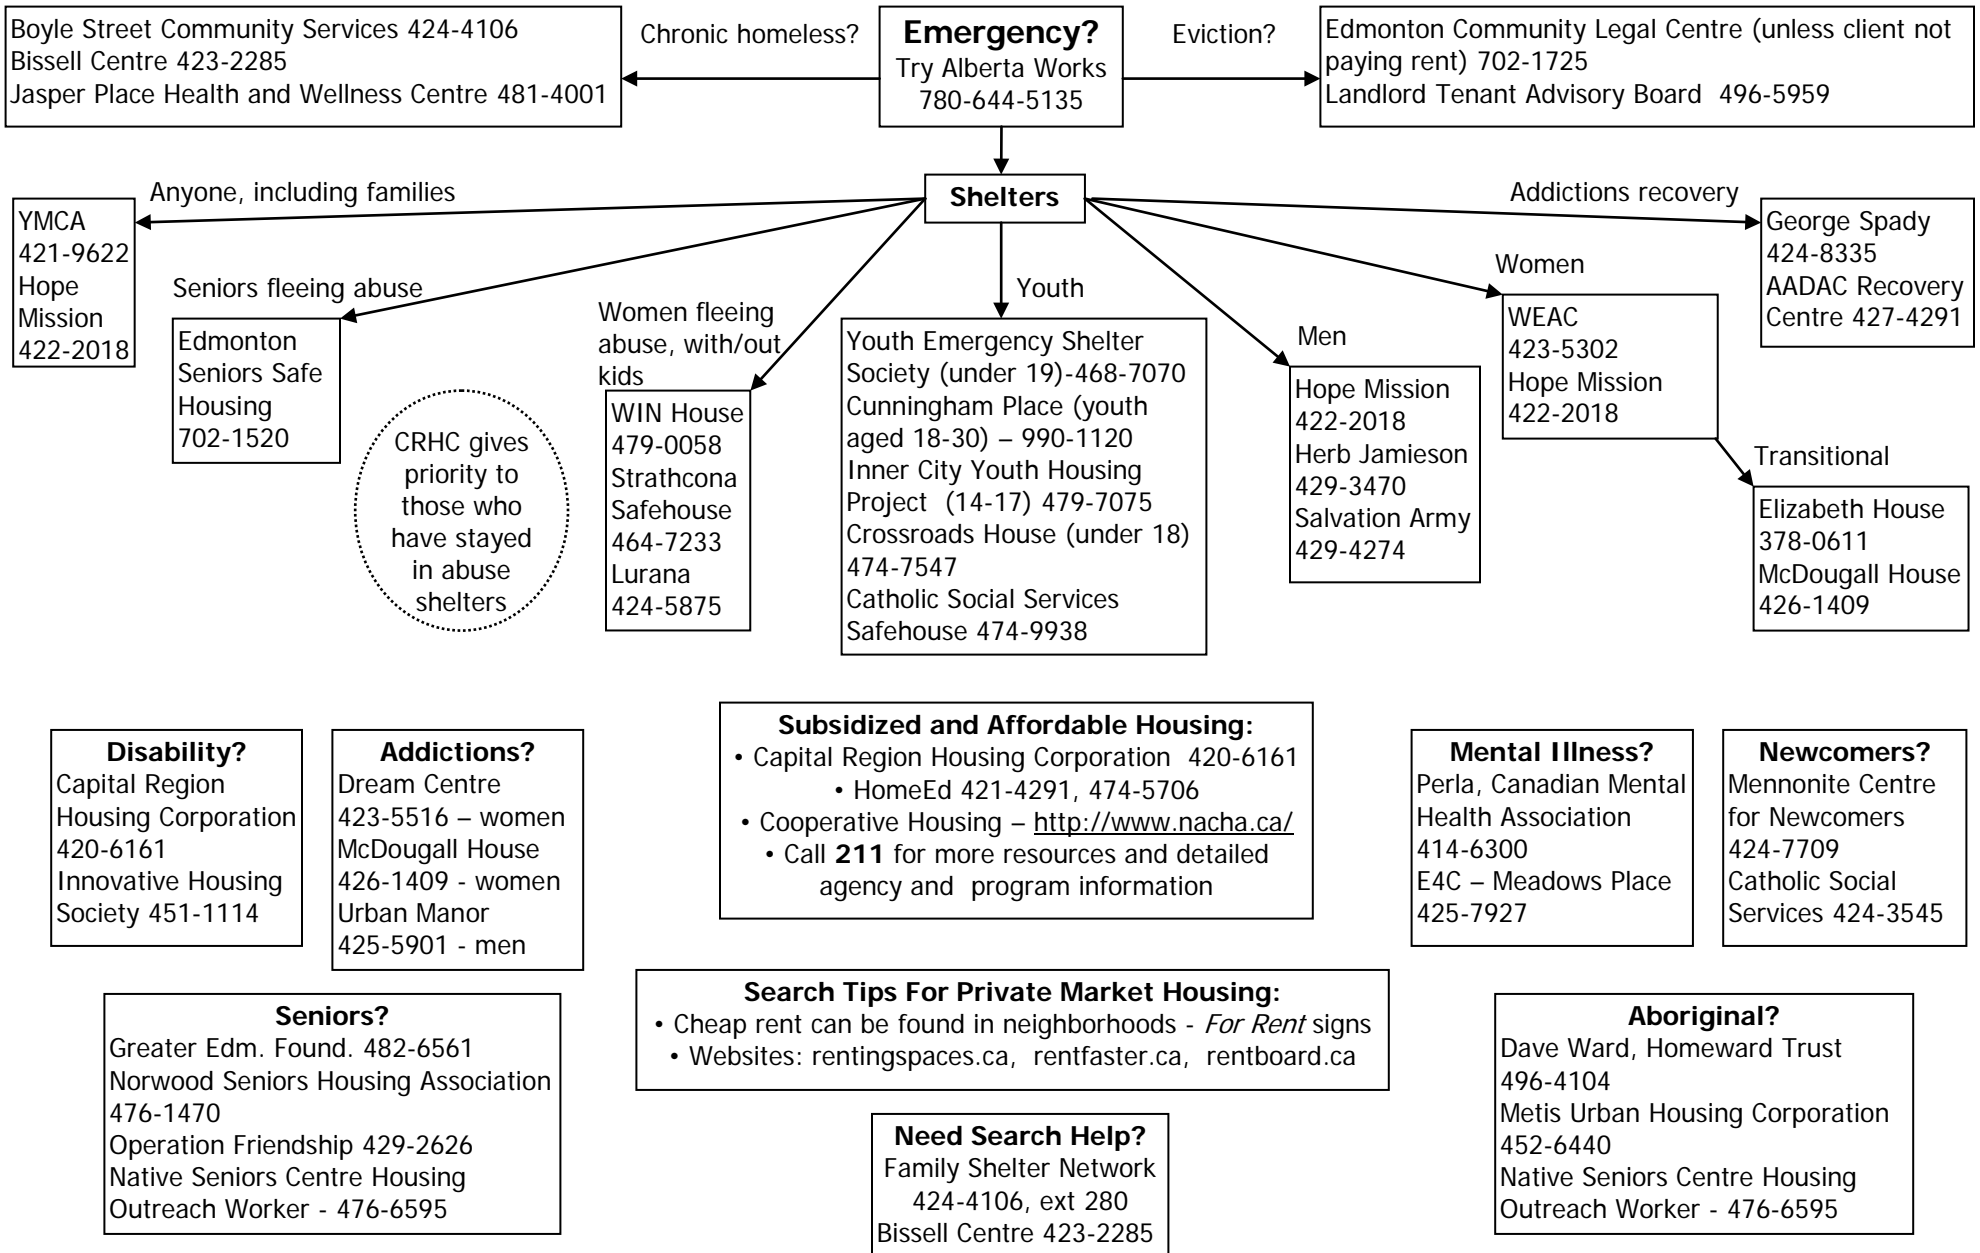 Boyle Street Community Services 424-4106
Bissell Centre 423-2285
Jasper Place Health and Wellness Centre 481-4001
Chronic homeless?
Emergency?
Try Alberta Works
780-644-5135
Eviction?
Edmonton Community Legal Centre (unless client not
paying rent) 702-1725
Landlord Tenant Advisory Board  496-5959
Shelters
Anyone, including families
YMCA
421-9622
Hope
Mission
422-2018
Seniors fleeing abuse
Edmonton
Seniors Safe
Housing
702-1520
CRHC gives
priority to
those who
have stayed
in abuse
shelters
Women fleeing
abuse, with/out
kids
WIN House
479-0058
Strathcona
Safehouse
464-7233
Lurana
424-5875
Youth
Youth Emergency Shelter
Society (under 19)-468-7070
Cunningham Place (youth
aged 18-30) – 990-1120
Inner City Youth Housing
Project  (14-17) 479-7075
Crossroads House (under 18)
474-7547
Catholic Social Services
Safehouse 474-9938
Men
Hope Mission
422-2018
Herb Jamieson
429-3470
Salvation Army
429-4274
Women
WEAC
423-5302
Hope Mission
422-2018
Transitional
Elizabeth House
378-0611
McDougall House
426-1409
Addictions recovery
George Spady
424-8335
AADAC Recovery
Centre 427-4291
Disability?
Capital Region
Housing Corporation
420-6161
Innovative Housing
Society 451-1114
Addictions?
Dream Centre
423-5516 – women
McDougall House
426-1409 - women
Urban Manor
425-5901 - men
Subsidized and Affordable Housing:
• Capital Region Housing Corporation  420-6161
• HomeEd 421-4291, 474-5706
• Cooperative Housing – http://www.nacha.ca/
• Call 211 for more resources and detailed
agency and  program information
Mental Illness?
Perla, Canadian Mental
Health Association
414-6300
E4C – Meadows Place
425-7927
Newcomers?
Mennonite Centre
for Newcomers
424-7709
Catholic Social
Services 424-3545
Seniors?
Greater Edm. Found. 482-6561
Norwood Seniors Housing Association
476-1470
Operation Friendship 429-2626
Native Seniors Centre Housing
Outreach Worker - 476-6595
Search Tips For Private Market Housing:
• Cheap rent can be found in neighborhoods - For Rent signs
• Websites: rentingspaces.ca,  rentfaster.ca,  rentboard.ca
Need Search Help?
Family Shelter Network
424-4106, ext 280
Bissell Centre 423-2285
Aboriginal?
Dave Ward, Homeward Trust
496-4104
Metis Urban Housing Corporation
452-6440
Native Seniors Centre Housing
Outreach Worker - 476-6595